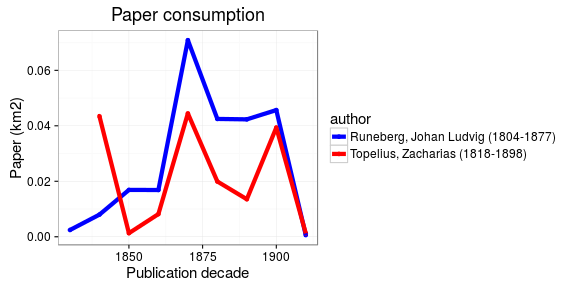 Paper consumption
Paper (km2)
0.06
0.04
0.02
0.00
1850 1875 1900
Publication decade
author
Runeberg, Johan Ludvig (1804-1877)
Topelius, Zacharias (1818-1898)